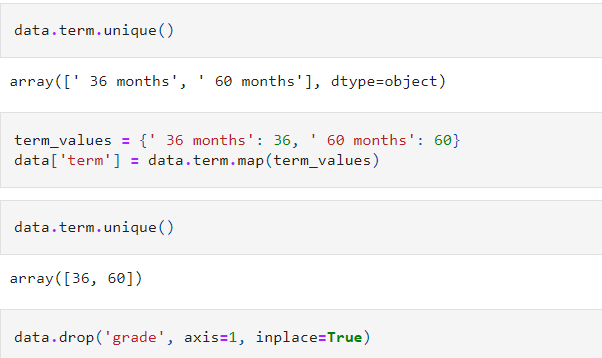 data.term.unique()
array([' 36 months', ' 60 months'], dtype=object)
term_values = {' 36 months': 36, ' 60 months': 60}
data['term'] = data.term.map(term_values)
data.term.unique()
array([36, 60])
data.drop('grade', axis=1, inplace=True)